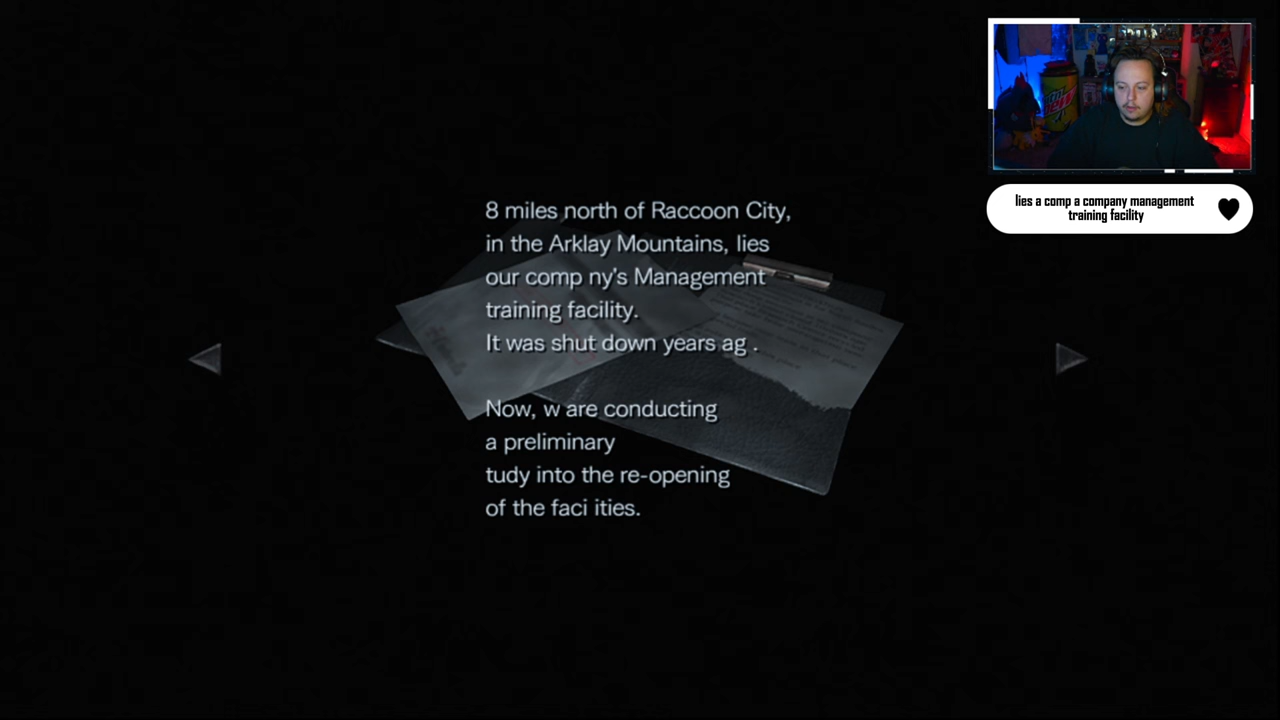 8 miles north of Raccoon City,
in the Arklay Mountains, lies
our comp ny's Management
training facility.
It was shut down years ag .
Now, w are conducting
a preliminary
tudy into the re-opening
of the faci ities.
lies a comp a company management
training facility